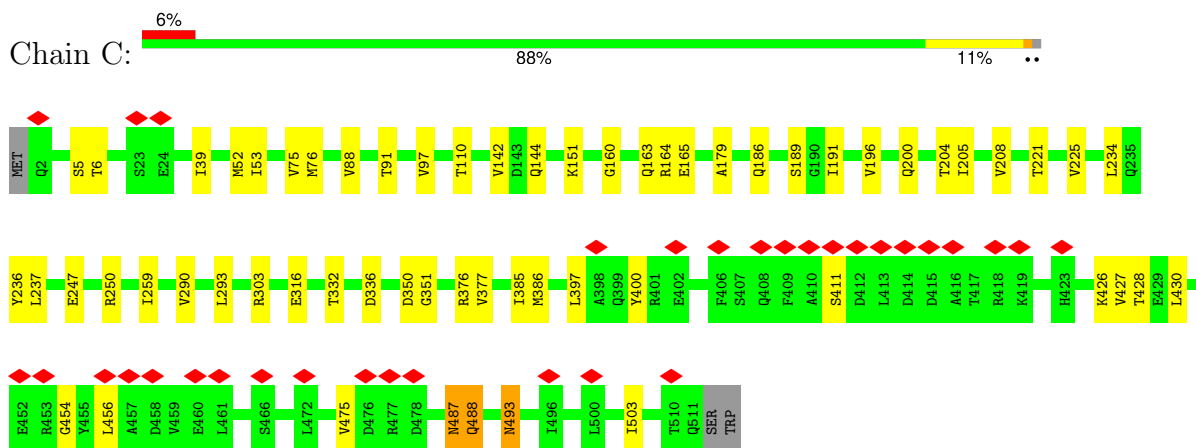 6%
Chain C:
88% 11% ••
MET Q2 S5 T6 S23 E24 I39 M52 I53 V75 M76 V88 T91 V97 T110 V142 D143 Q144 K151 G160 Q163 R164 E165 A179 Q186 S189 G190 I191 V196 Q200 T204 I205 V208 T221 V225 L234 Q235
Y236 L237 E247 R250 I259 V290 L293 R303 E316 T332 D336 D350 G351 R376 V377 I385 M386 L397 A398 Q399 Y400 R401 E402 F406 S407 Q408 F409 A410 S411 D412 L413 D414 D415 A416 T417 R418 K419 H423 K426 V427 T428 E429 L430
E452 R453 G454 Y455 L456 A457 D458 V459 E460 L461 S466 L472 V475 D476 R477 D478 N487 Q488 N493 I496 L500 I503 T510 Q511 SER TRP